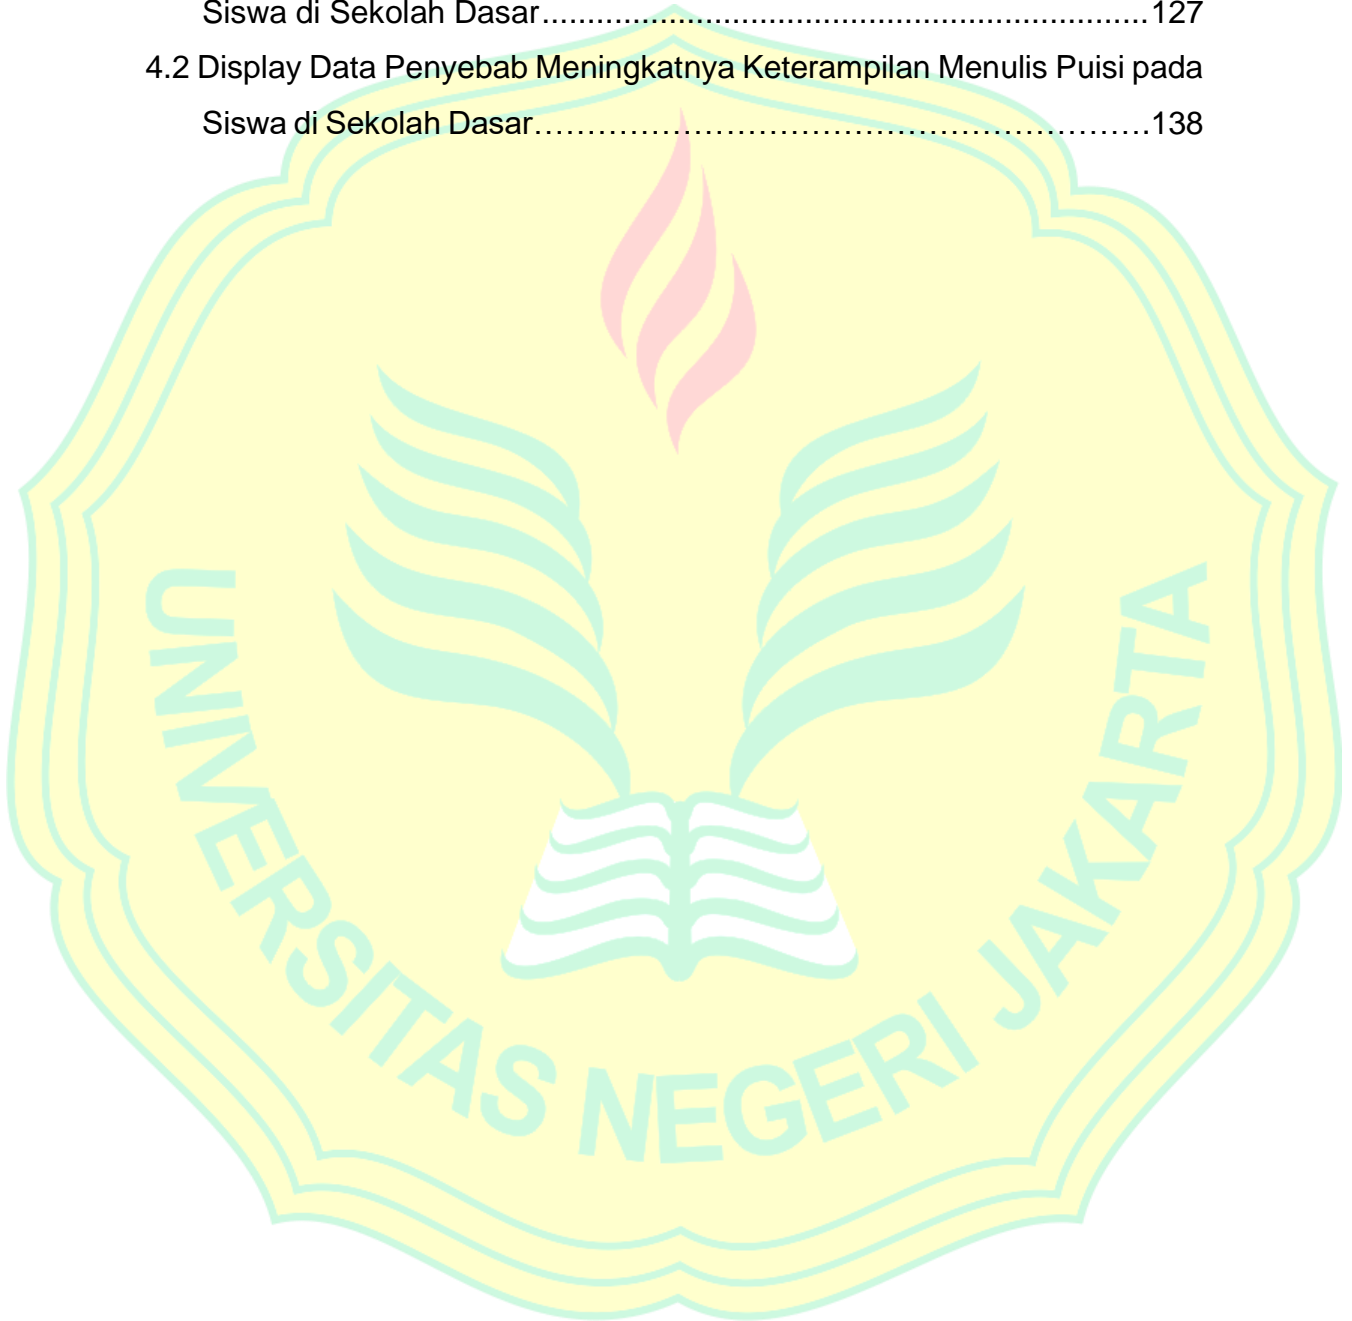 Siswa di Sekolah Dasar....................................................................................127
4.2 Display Data Penyebab Meningkatnya Keterampilan Menulis Puisi pada
Siswa di Sekolah Dasar……………………………………………………….138
UNIVERSITAS NEGERI JAKARTA